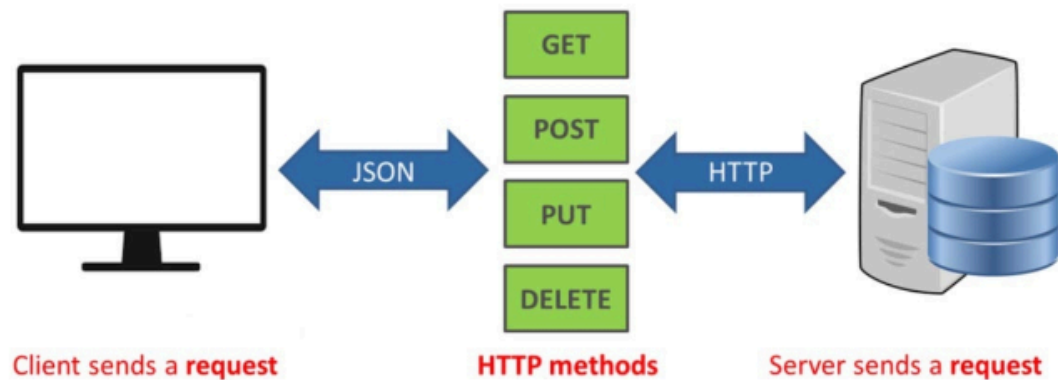 GET
POST
JSON
HTTP
PUT
DELETE
Client sends a request
HTTP methods
Server sends a request